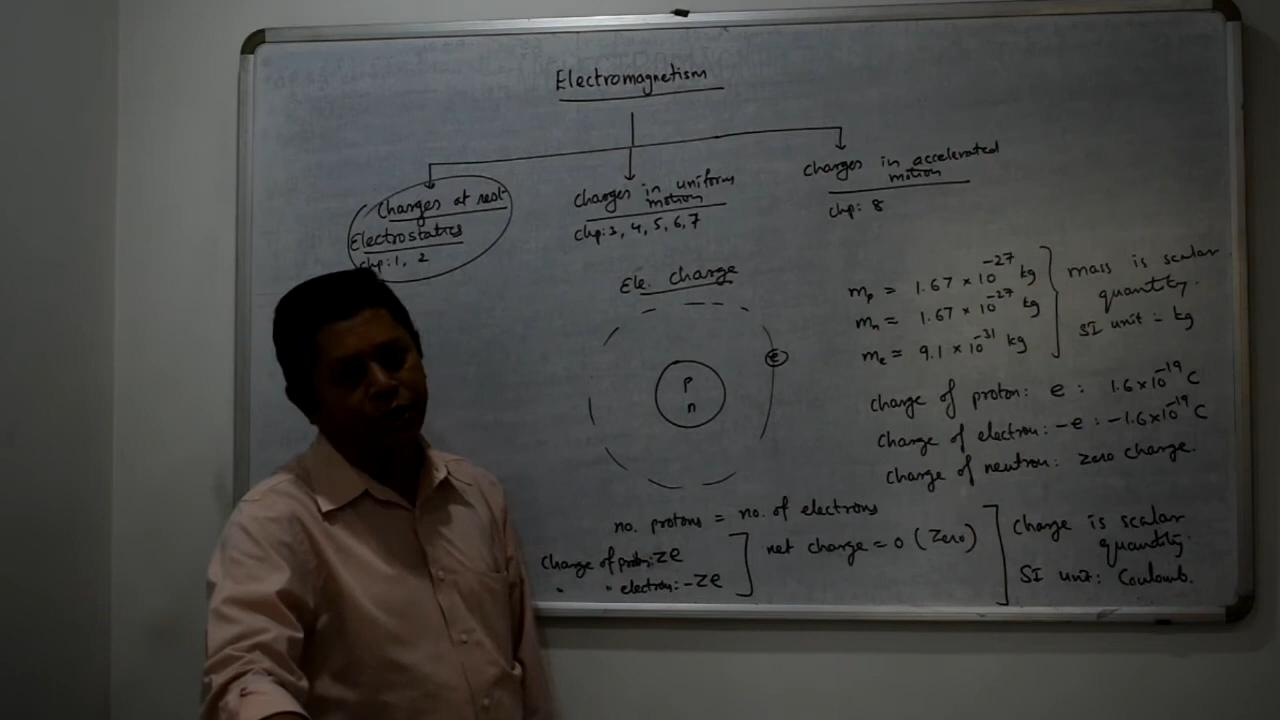 Electromagnetism
Charges at rest
Electrostatics
chp: 1, 2
Charges in uniform
motion
chp: 3, 4, 5, 6, 7
Charges in accelerated
motion
chp: 8
Ele. charge
e
p
n
mp = 1.67 × 10^-27 kg
mn = 1.67 × 10^-27 kg
me = 9.1 × 10^-31 kg
mass is scalar
quantity.
SI unit = kg
Charge of proton: e : 1.6×10^-19 C
Charge of electron: -e : -1.6×10^-19 C
Charge of neutron: zero charge.
no. protons = no. of electrons
Charge of proton: ze
" " electron: -ze
net charge = 0 (Zero)
Charge is scalar
quantity.
SI unit: Coulomb.